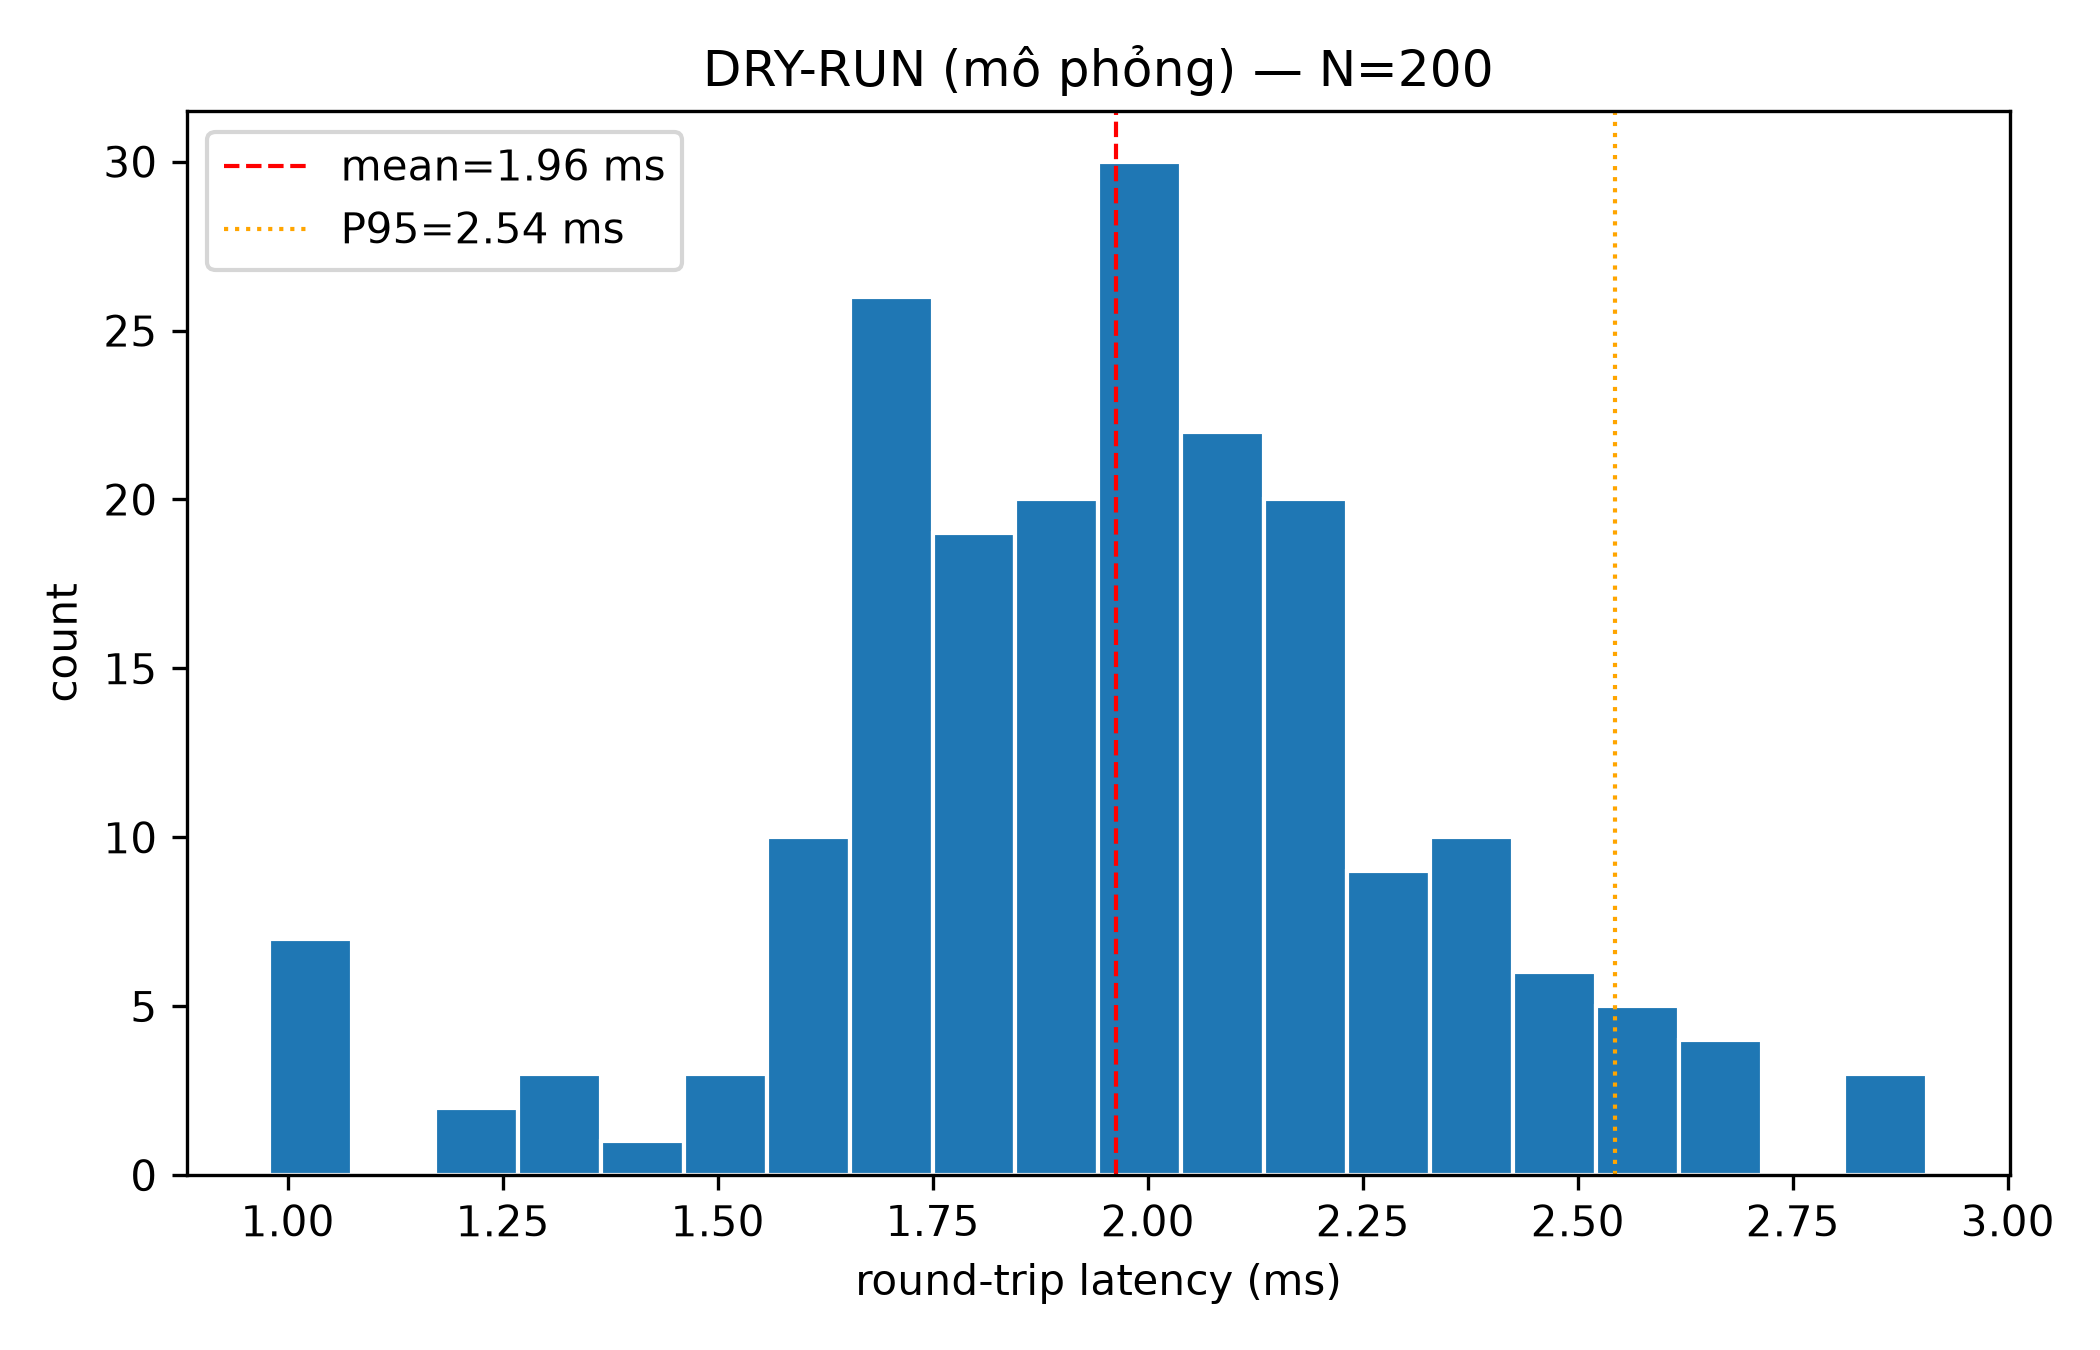 DRY-RUN (mô phỏng) — N=200
mean=1.96 ms
P95=2.54 ms
30
25
20
15
10
5
0
count
1.00 1.25 1.50 1.75 2.00 2.25 2.50 2.75 3.00
round-trip latency (ms)